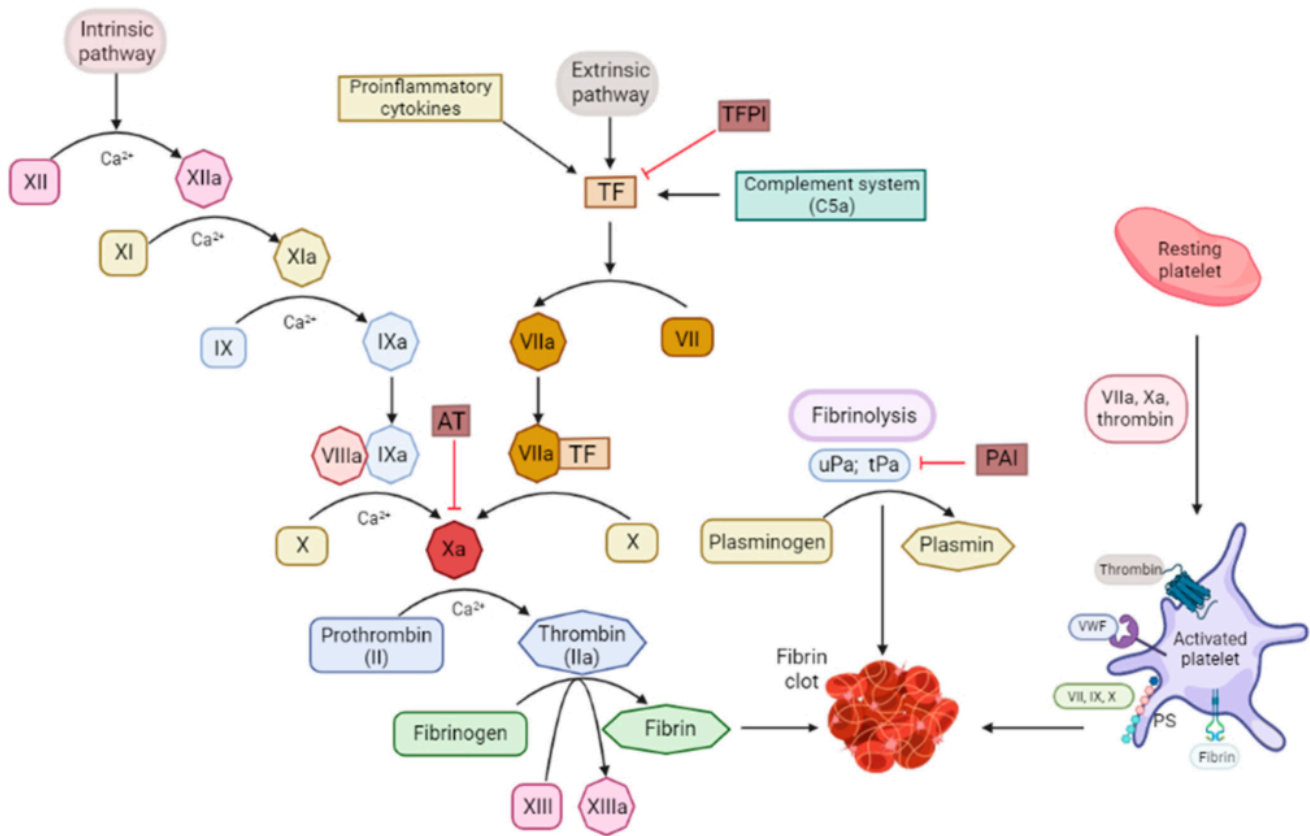 Intrinsic
pathway
Ca²⁺
XII
XIIa
XI
Ca²⁺
XIa
IX
Ca²⁺
IXa
Proinflammatory
cytokines
Extrinsic
pathway
TFPI
TF
Complement system
(C5a)
VIIa
VII
VIIIa
IXa
AT
VIIa
TF
X
Ca²⁺
Xa
X
Ca²⁺
Prothrombin
(II)
Thrombin
(IIa)
Fibrinogen
Fibrin
XIII
XIIIa
Fibrinolysis
uPa; tPa
PAI
Plasminogen
Plasmin
Fibrin
clot
Resting
platelet
VIIa, Xa,
thrombin
Thrombin
VWF
Activated
platelet
VII, IX, X
PS
Fibrin